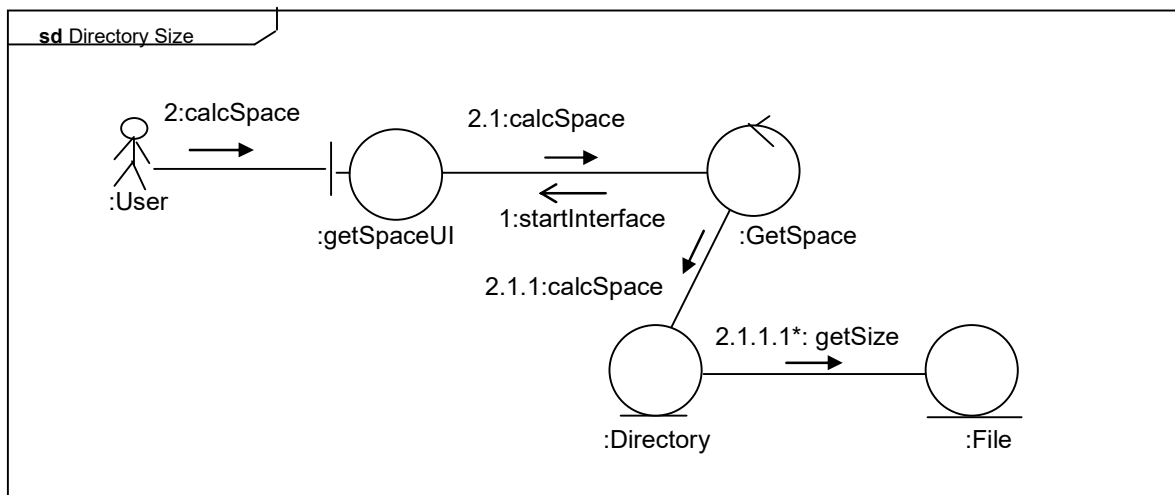 sd Directory Size
2:calcSpace
2.1:calcSpace
:User
1:startInterface
:getSpaceUI
:GetSpace
2.1.1:calcSpace
2.1.1.1*: getSize
:Directory
:File